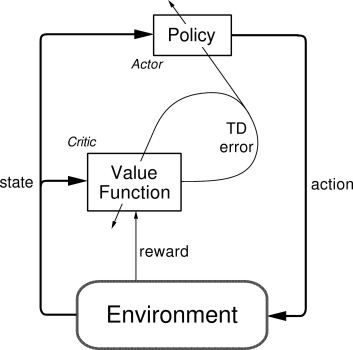 Policy
Actor
TD
error
Critic
Value
Function
state
action
reward
Environment